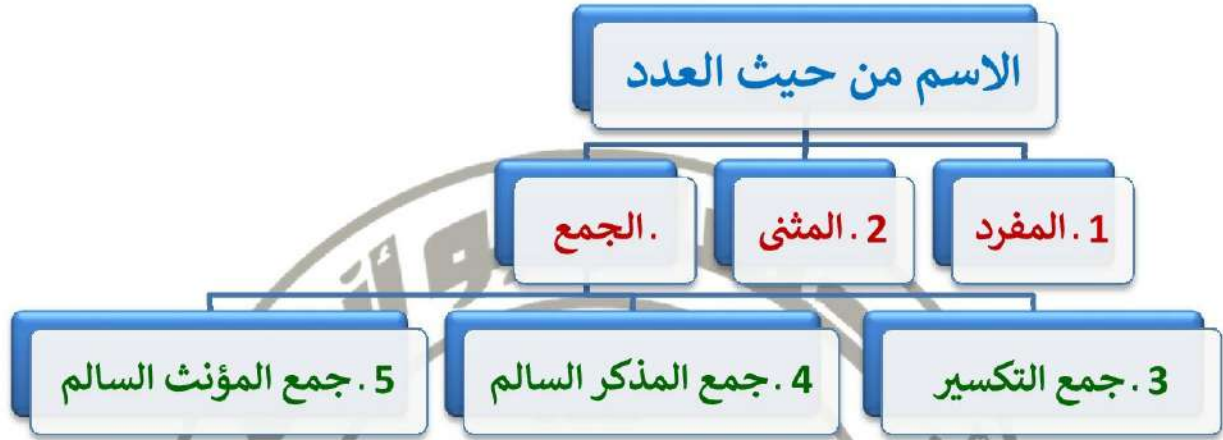 الاسم من حيث العدد
1 . المفرد
2 . المثنى
. الجمع
3 . جمع التكسير
4 . جمع المذكر السالم
5 . جمع المؤنث السالم